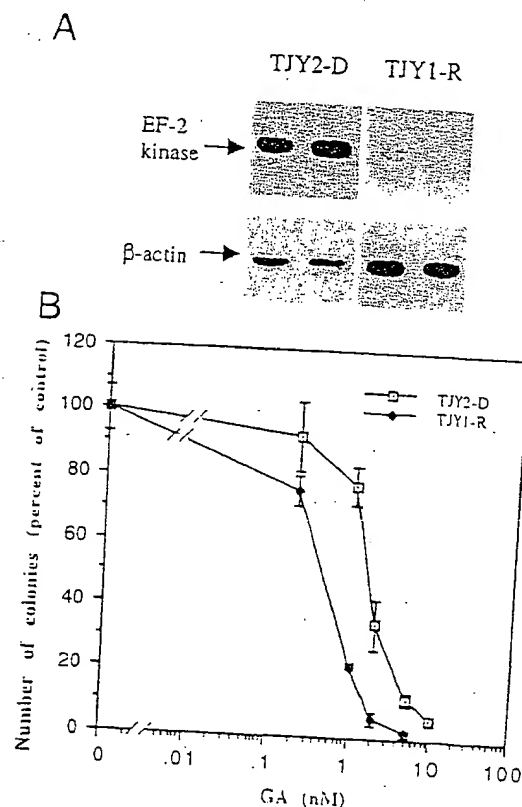 A
TJY2-D TJY1-R
EF-2
kinase
β-actin
B
120
100
80
60
40
20
0
Number of colonies (percent of control)
TJY2-D
TJY1-R
0 .01 .1 1 10 100
GA (nM)